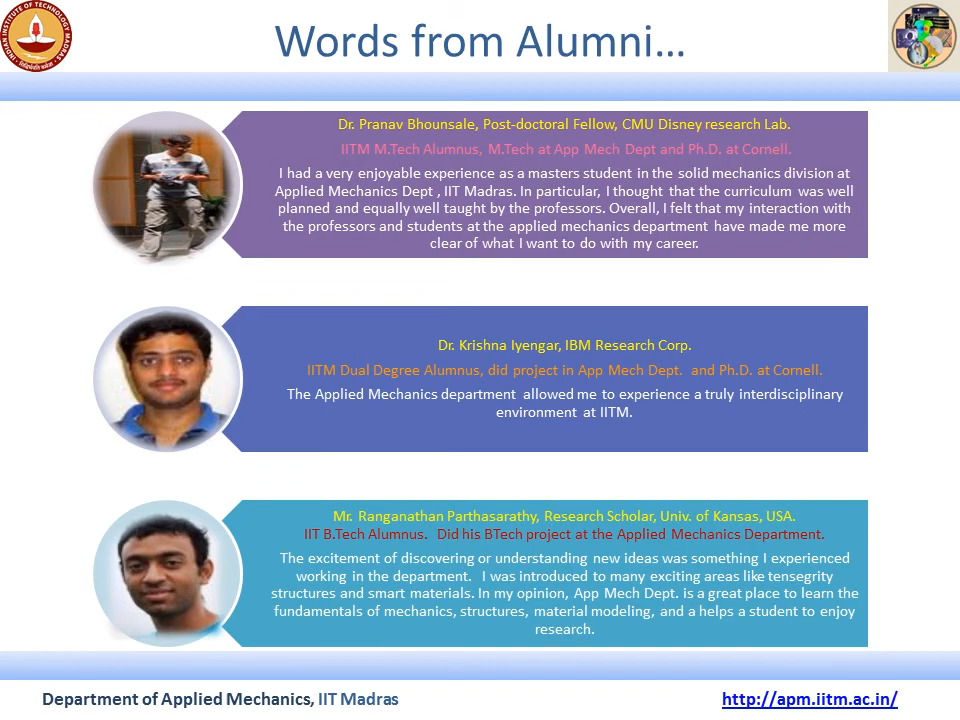 Words from Alumni…
INDIAN INSTITUTE OF TECHNOLOGY MADRAS
Dr. Pranav Bhounsale, Post-doctoral Fellow, CMU Disney research Lab.
IITM M.Tech Alumnus, M.Tech at App Mech Dept and Ph.D. at Cornell.
I had a very enjoyable experience as a masters student in the solid mechanics division at
Applied Mechanics Dept , IIT Madras. In particular, I thought that the curriculum was well
planned and equally well taught by the professors. Overall, I felt that my interaction with
the professors and students at the applied mechanics department have made me more
clear of what I want to do with my career.
Dr. Krishna Iyengar, IBM Research Corp.
IITM Dual Degree Alumnus, did project in App Mech Dept.  and Ph.D. at Cornell.
The Applied Mechanics department  allowed me to experience a truly interdisciplinary
environment at IITM.
Mr. Ranganathan Parthasarathy, Research Scholar, Univ. of Kansas, USA.
IIT B.Tech Alumnus.  Did his BTech project at the Applied Mechanics Department.
The excitement of discovering or understanding new ideas was something I experienced
working in the department.  I was introduced to many exciting areas like tensegrity
structures and smart materials. In my opinion, App Mech Dept. is a great place to learn the
fundamentals of mechanics, structures, material modeling, and a helps a student to enjoy
research.
Department of Applied Mechanics, IIT Madras
http://apm.iitm.ac.in/